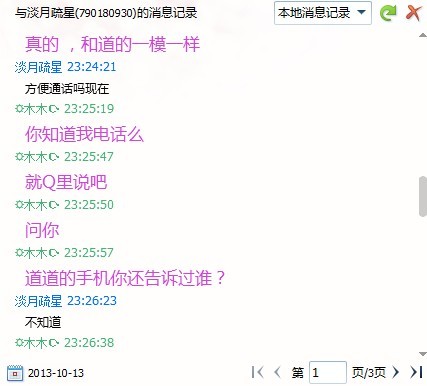 与淡月疏星(790180930)的消息记录
本地消息记录
真的 ，和道的一模一样
淡月疏星 23:24:21
方便通话吗现在
☼木木C- 23:25:19
你知道我电话么
☼木木C- 23:25:47
就Q里说吧
☼木木C- 23:25:50
问你
☼木木C- 23:25:57
道道的手机你还告诉过谁？
淡月疏星 23:26:23
不知道
☼木木C- 23:26:38
2013-10-13
第 1 页/3页